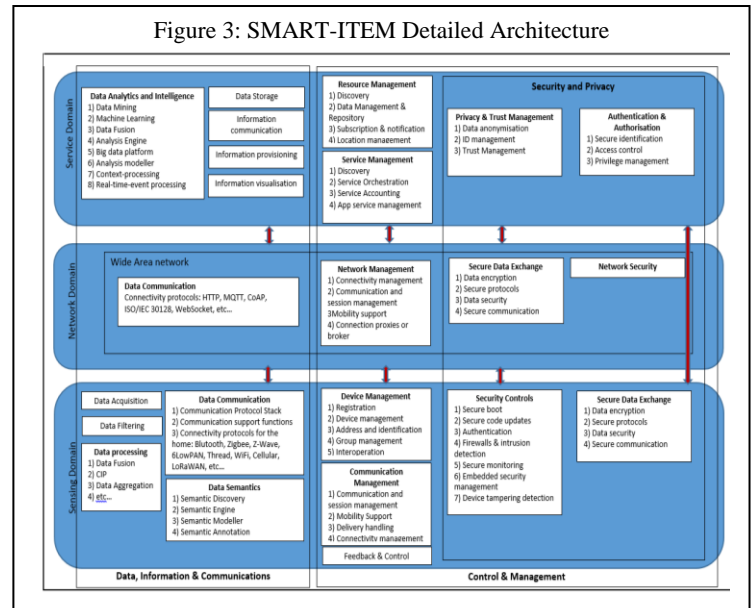 Figure 3: SMART-ITEM Detailed Architecture
Service Domain
Data Analytics and Intelligence
1) Data Mining
2) Machine Learning
3) Data Fusion
4) Analysis Engine
5) Big data platform
6) Analysis modeller
7) Context-processing
8) Real-time-event processing
Data Storage
Information
communication
Information provisioning
Information visualisation
Resource Management
1) Discovery
2) Data Management &
Repository
3) Subscription & notification
4) Location management
Service Management
1) Discovery
2) Service Orchestration
3) Service Accounting
4) App service management
Security and Privacy
Privacy & Trust Management
1) Data anonymisation
2) ID management
3) Trust Management
Authentication &
Authorisation
1) Secure identification
2) Access control
3) Privilege management
Network Domain
Wide Area network
Data Communication
Connectivity protocols: HTTP, MQTT, CoAP,
ISO/IEC 30128, WebSocket, etc...
Network Management
1) Connectivity management
2) Communication and
session management
3Mobility support
4) Connection proxies or
broker
Secure Data Exchange
1) Data encryption
2) Secure protocols
3) Data security
4) Secure communication
Network Security
Sensing Domain
Data Acquisition
Data Filtering
Data processing
1) Data Fusion
2) CIP
3) Data Aggregation
4) etc...
Data Communication
1) Communication Protocol Stack
2) Communication support functions
3) Connectivity protocols for the
home: Blutooth, Zigbee, Z-Wave,
6LowPAN, Thread, WiFi, Cellular,
LoRaWAN, etc...
Data Semantics
1) Semantic Discovery
2) Semantic Engine
3) Semantic Modeller
4) Semantic Annotation
Device Management
1) Registration
2) Device management
3) Address and identification
4) Group management
5) Interoperation
Communication
Management
1) Communication and
session management
2) Mobility Support
3) Delivery handling
4) Connectivity management
Feedback & Control
Security Controls
1) Secure boot
2) Secure code updates
3) Authentication
4) Firewalls & intrusion
detection
5) Secure monitoring
6) Embedded security
management
7) Device tampering detection
Secure Data Exchange
1) Data encryption
2) Secure protocols
3) Data security
4) Secure communication
Data, Information & Communications
Control & Management